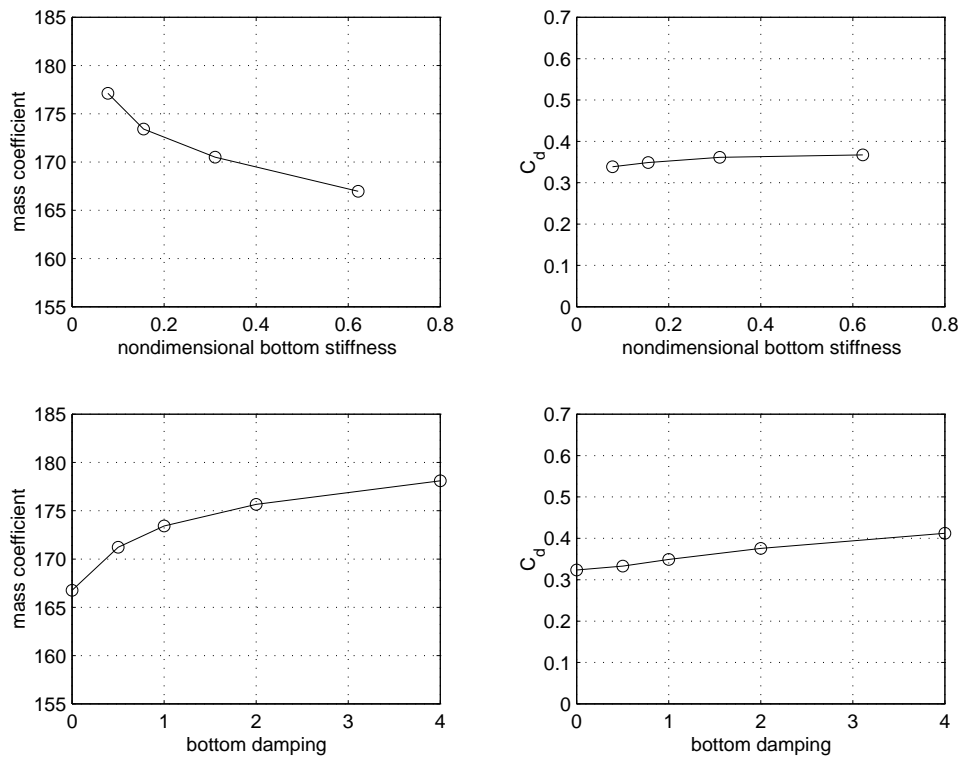 185
180
175
170
165
160
155
mass coefficient
0 0.2 0.4 0.6 0.8
nondimensional bottom stiffness
0.7
0.6
0.5
0.4
0.3
0.2
0.1
0
C_d
0 0.2 0.4 0.6 0.8
nondimensional bottom stiffness
185
180
175
170
165
160
155
mass coefficient
0 1 2 3 4
bottom damping
0.7
0.6
0.5
0.4
0.3
0.2
0.1
0
C_d
0 1 2 3 4
bottom damping